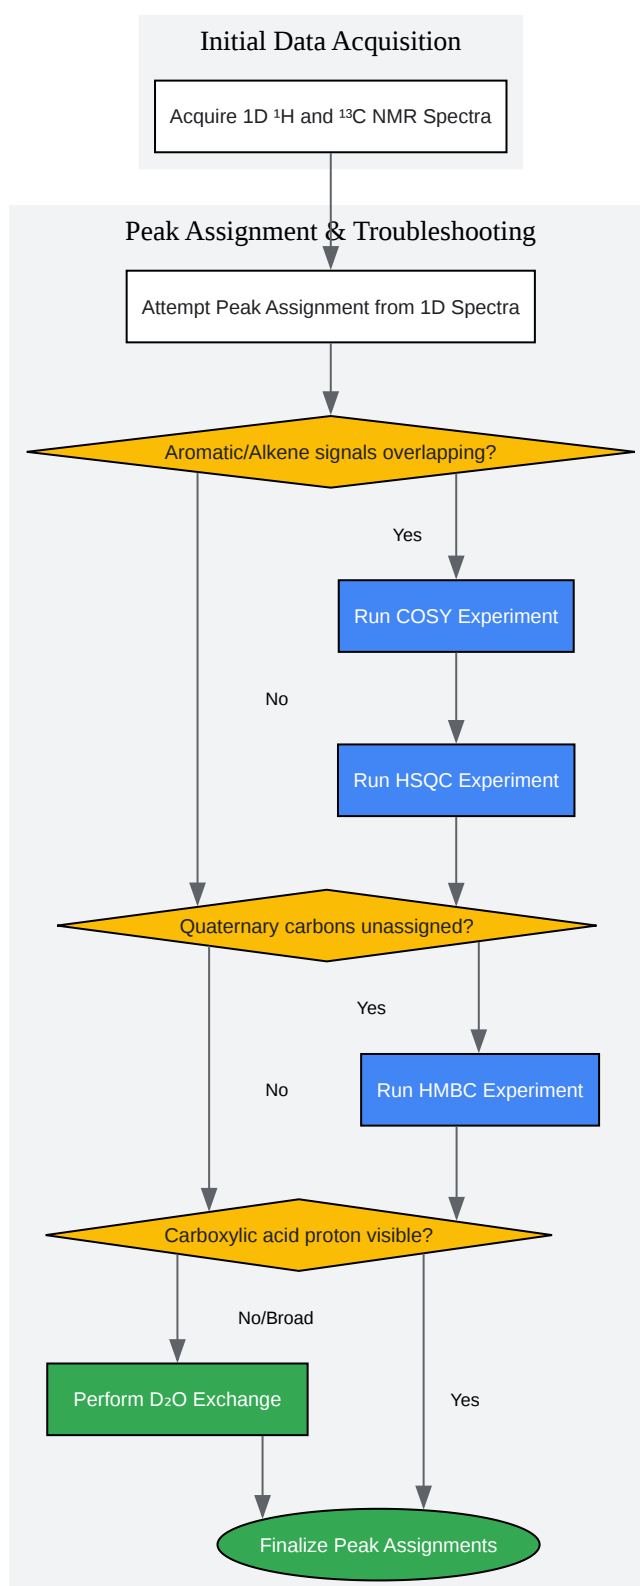 Initial Data Acquisition
Acquire 1D ¹H and ¹³C NMR Spectra
Peak Assignment & Troubleshooting
Attempt Peak Assignment from 1D Spectra
Aromatic/Alkene signals overlapping?
Yes
Run COSY Experiment
No
Run HSQC Experiment
Quaternary carbons unassigned?
Yes
No
Run HMBC Experiment
Carboxylic acid proton visible?
No/Broad
Perform D₂O Exchange
Yes
Finalize Peak Assignments